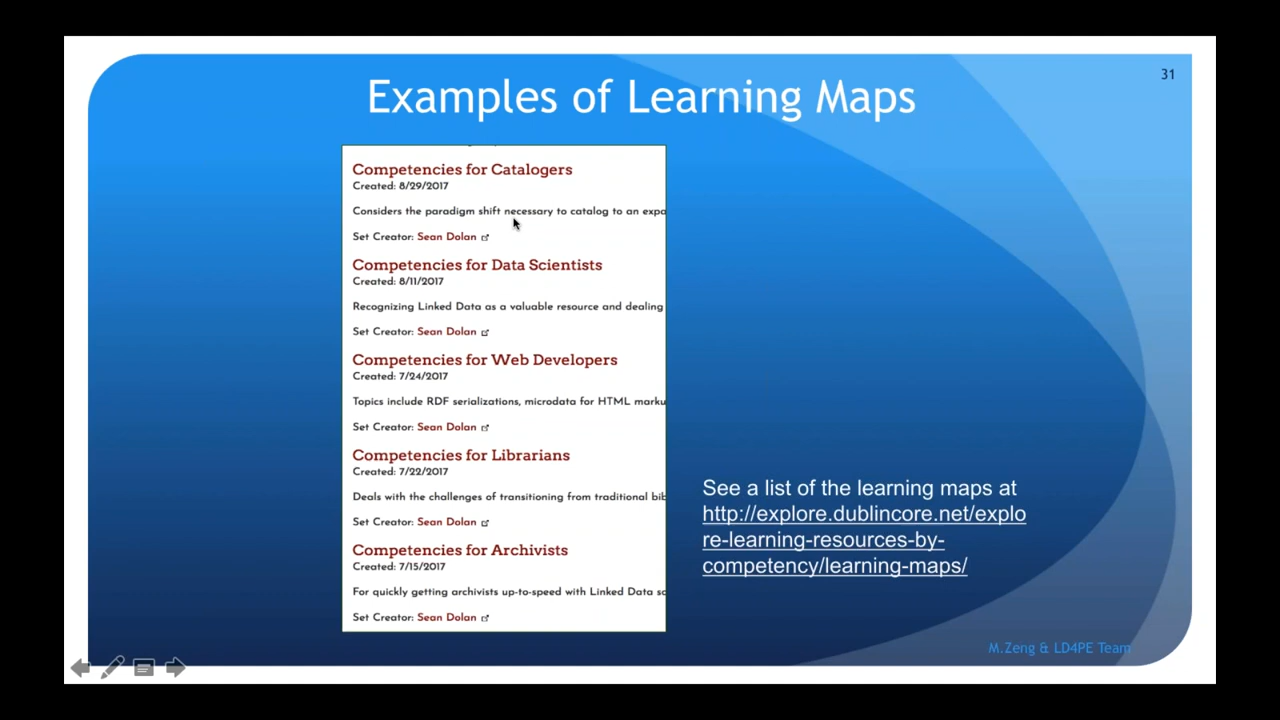 31
Examples of Learning Maps
Competencies for Catalogers
Created: 8/29/2017
Considers the paradigm shift necessary to catalog to an expa
Set Creator: Sean Dolan
Competencies for Data Scientists
Created: 8/11/2017
Recognizing Linked Data as a valuable resource and dealing
Set Creator: Sean Dolan
Competencies for Web Developers
Created: 7/24/2017
Topics include RDF serializations, microdata for HTML marku
Set Creator: Sean Dolan
Competencies for Librarians
Created: 7/22/2017
Deals with the challenges of transitioning from traditional bib
Set Creator: Sean Dolan
Competencies for Archivists
Created: 7/15/2017
For quickly getting archivists up-to-speed with Linked Data
Set Creator: Sean Dolan
See a list of the learning maps at
http://explore.dublincore.net/explo
re-learning-resources-by-
competency/learning-maps/
M.Zeng & LD4PE Team